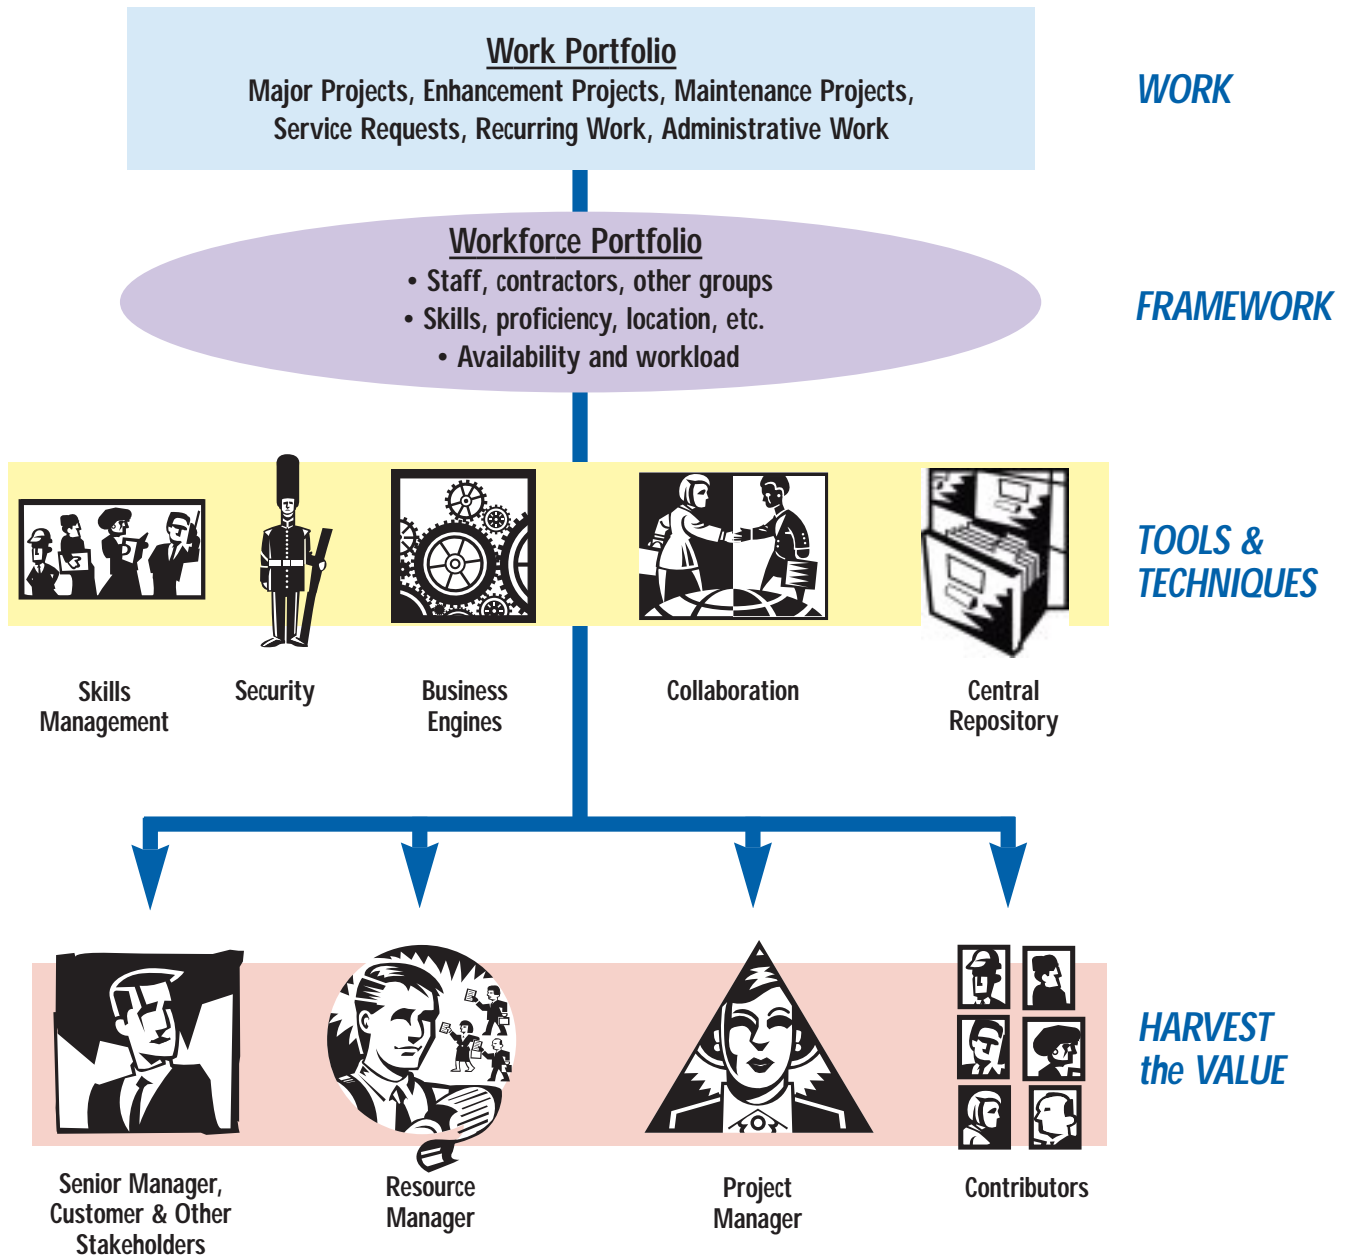 Work Portfolio
Major Projects, Enhancement Projects, Maintenance Projects,
Service Requests, Recurring Work, Administrative Work
WORK
Workforce Portfolio
• Staff, contractors, other groups
• Skills, proficiency, location, etc.
• Availability and workload
FRAMEWORK
TOOLS &
TECHNIQUES
Skills
Management
Security
Business
Engines
Collaboration
Central
Repository
HARVEST
the VALUE
Senior Manager,
Customer & Other
Stakeholders
Resource
Manager
Project
Manager
Contributors